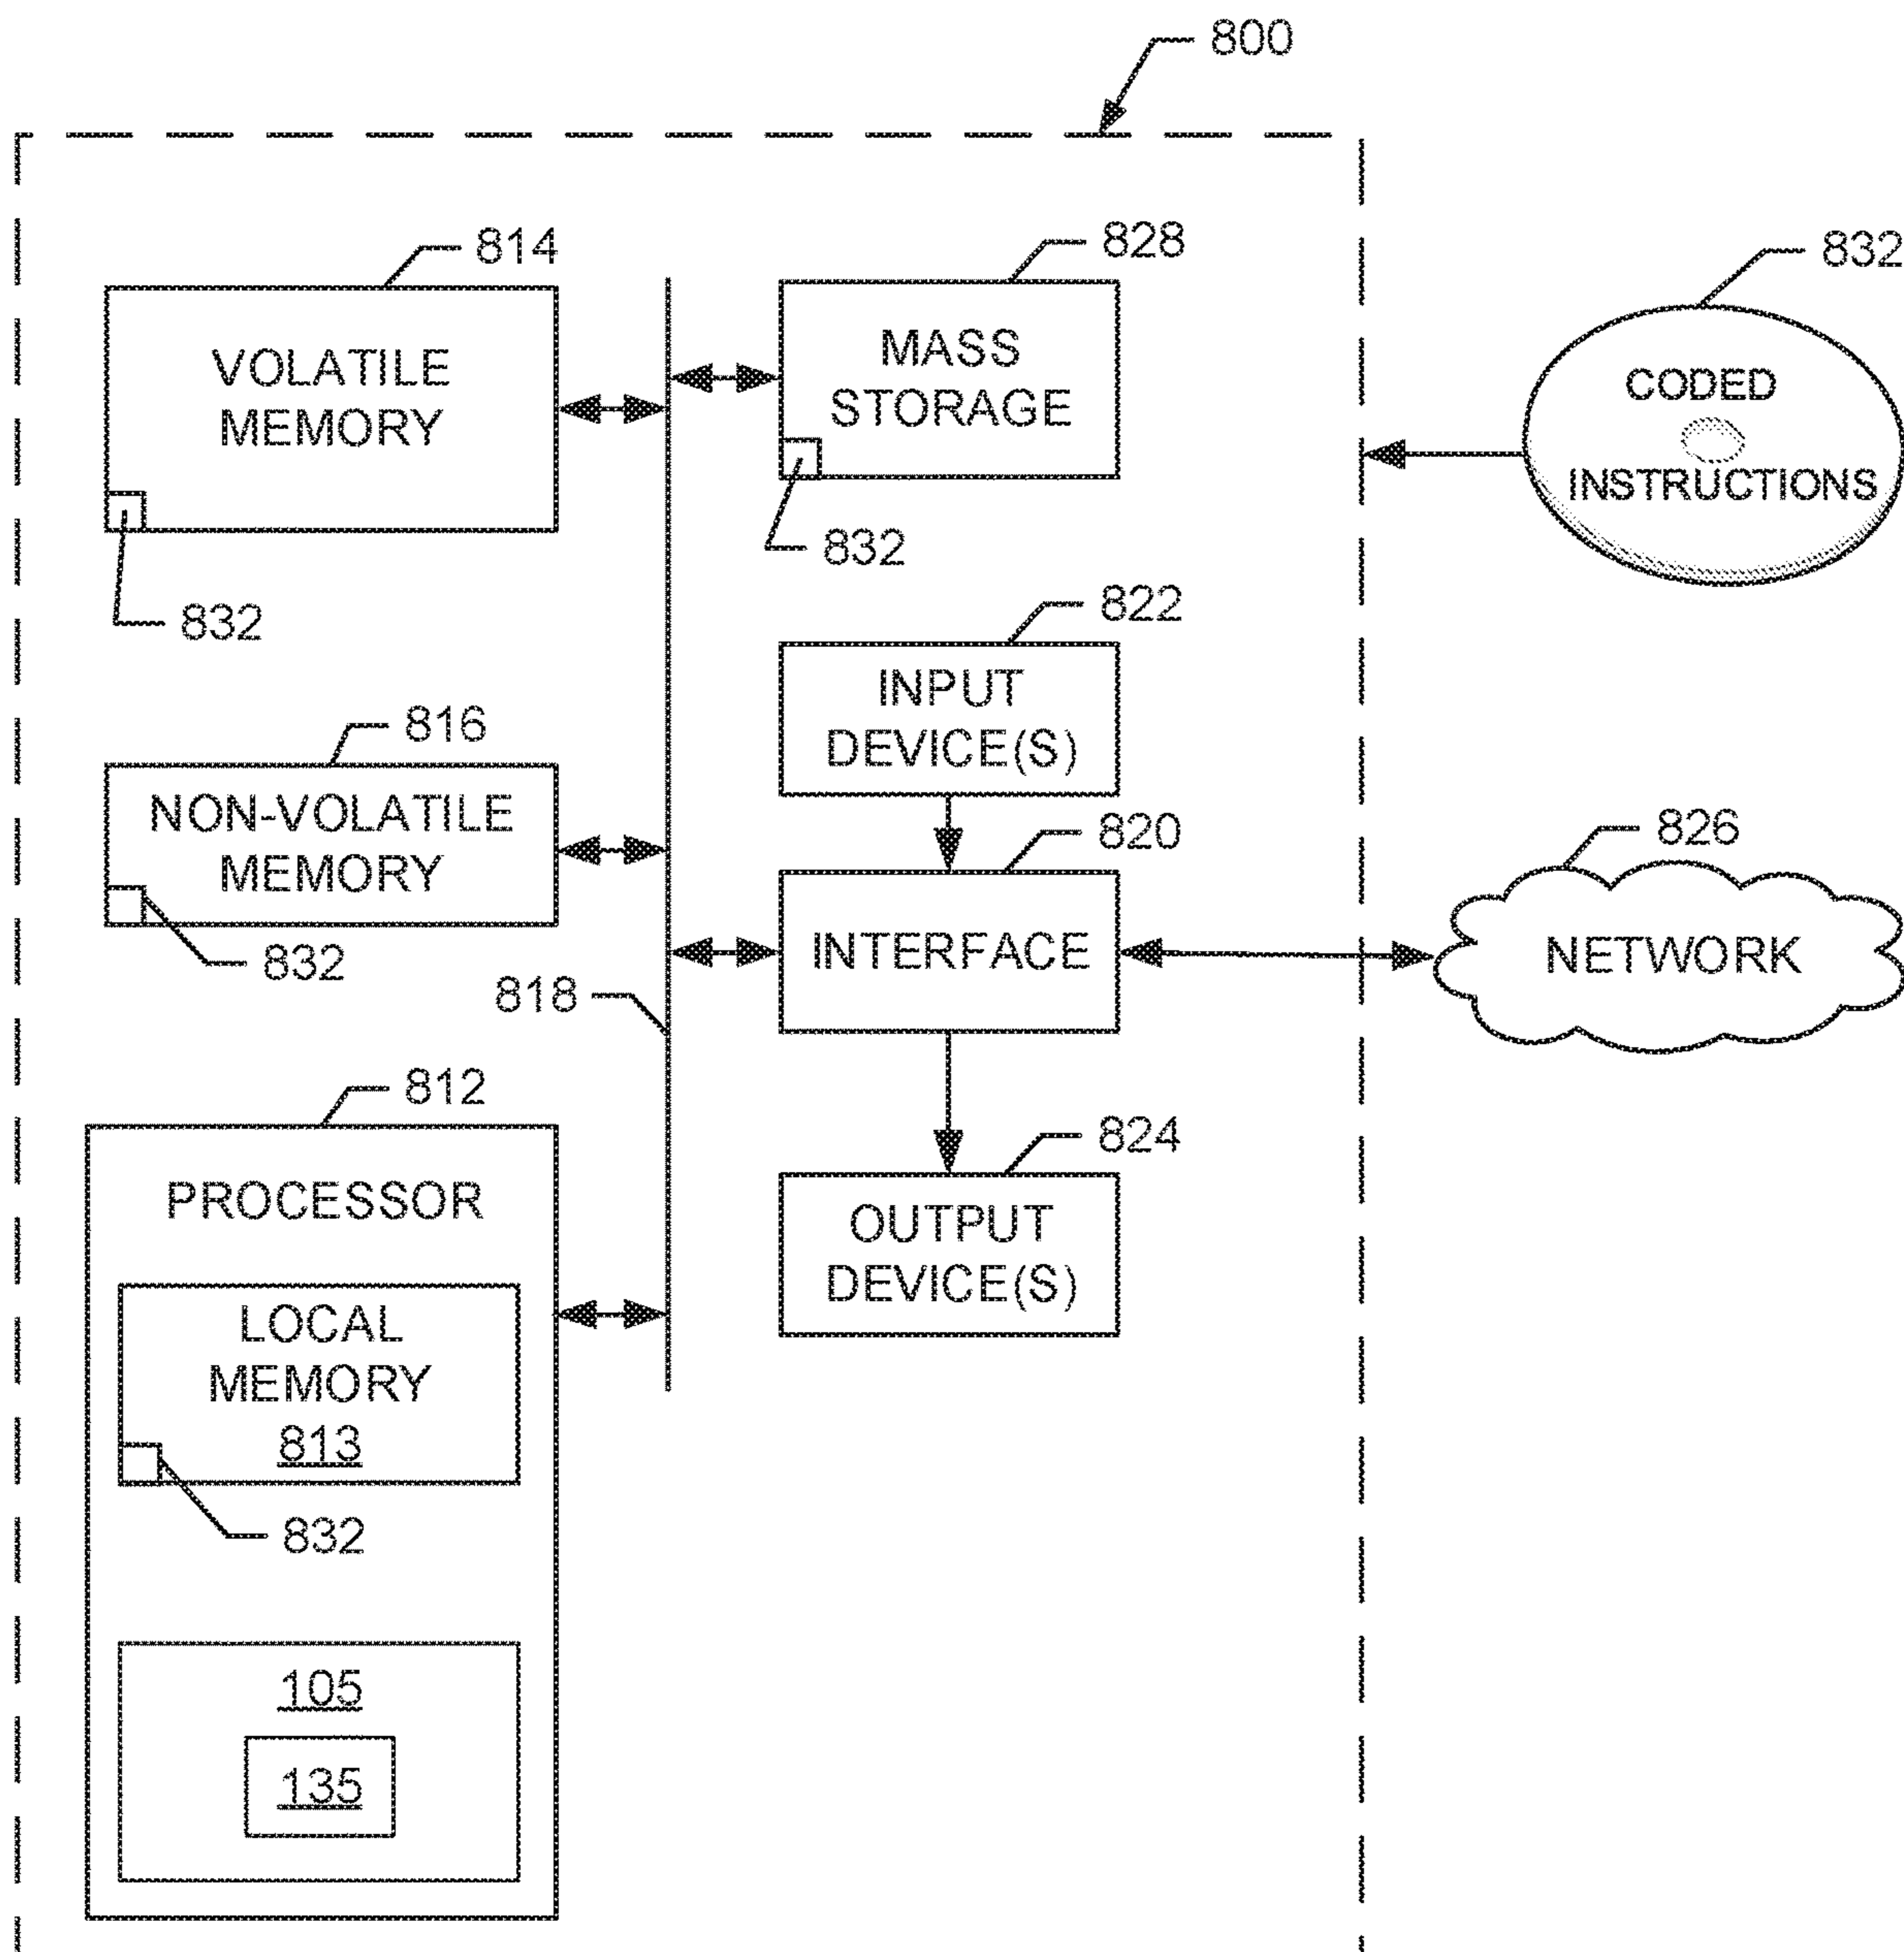 800
814
VOLATILE
MEMORY
832
828
MASS
STORAGE
832
832
CODED
INSTRUCTIONS
822
INPUT
DEVICE(S)
816
NON-VOLATILE
MEMORY
832
820
INTERFACE
826
NETWORK
818
812
PROCESSOR
LOCAL
MEMORY
813
832
105
135
824
OUTPUT
DEVICE(S)